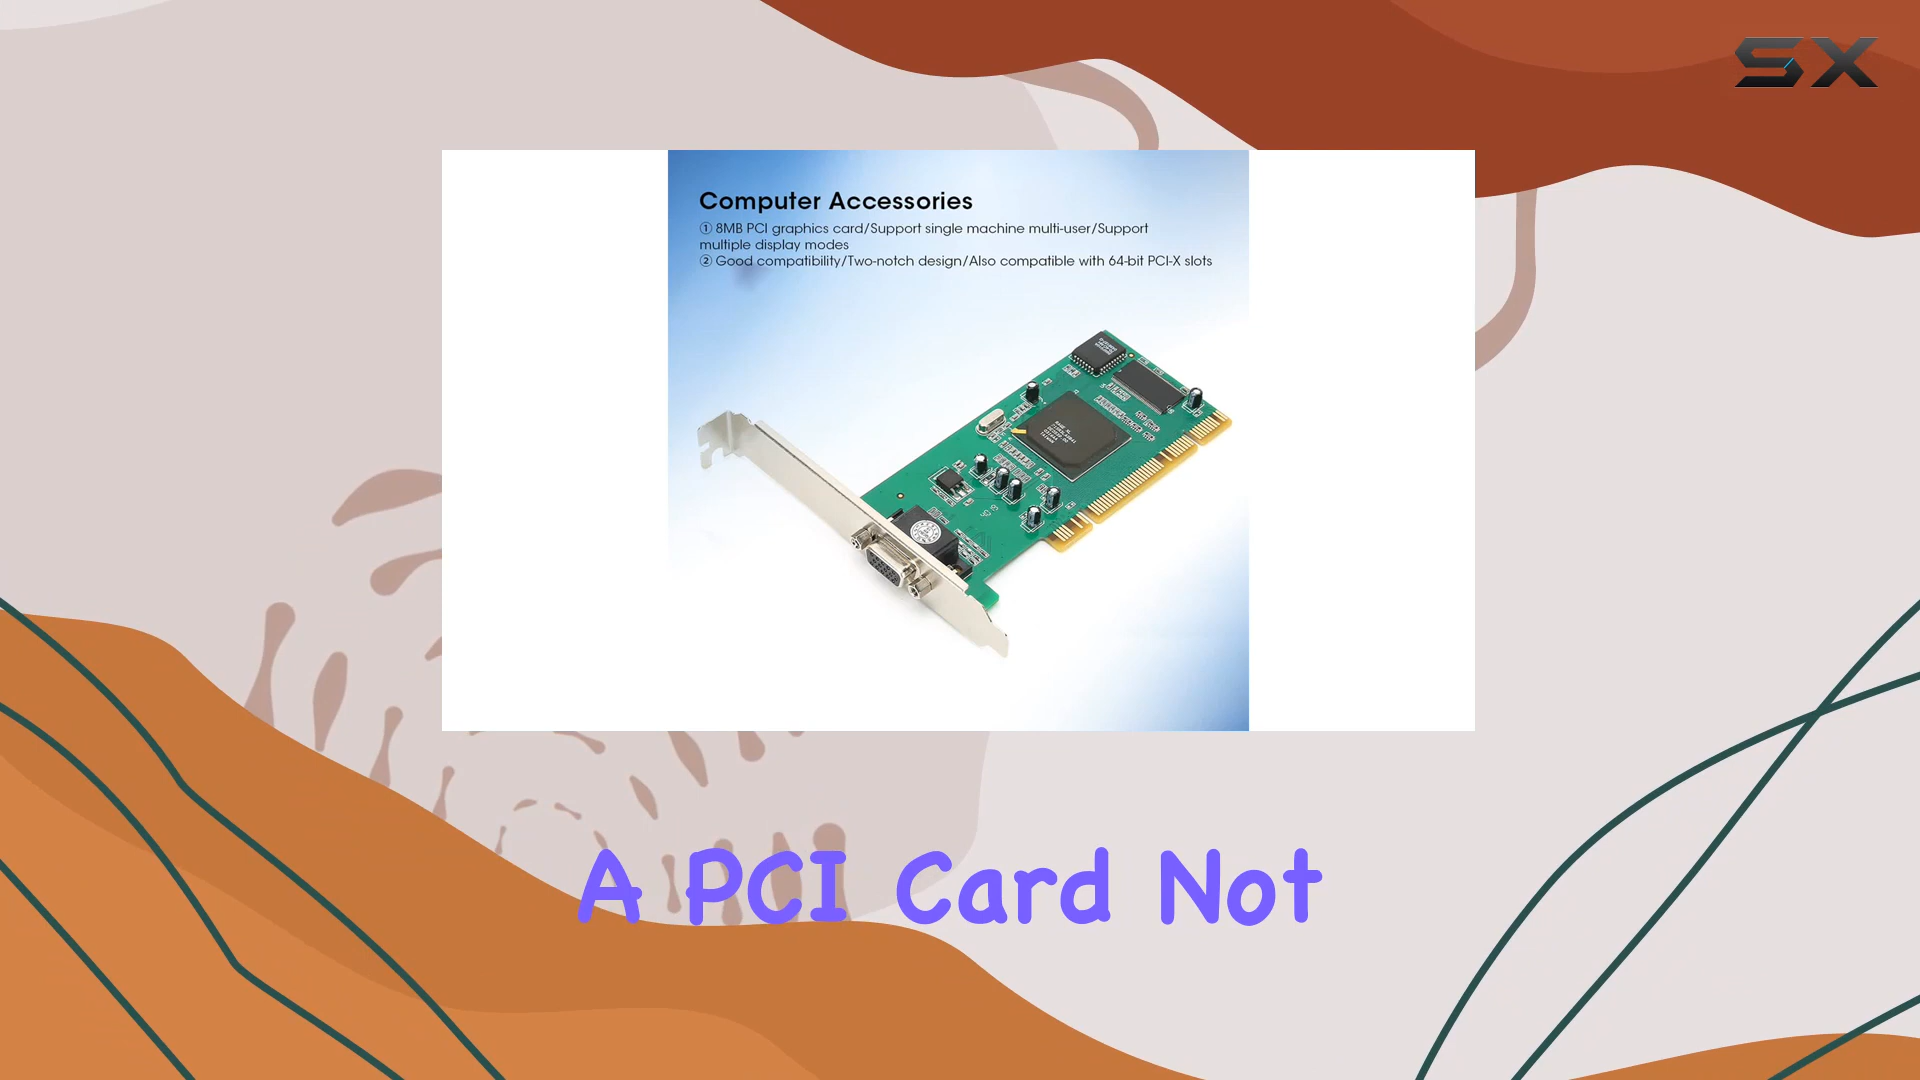 SX
Computer Accessories
① 8MB PCI graphics card/Support single machine multi-user/Support
multiple display modes
② Good compatibility/Two-notch design/Also compatible with 64-bit PCI-X slots
A PCI Card Not